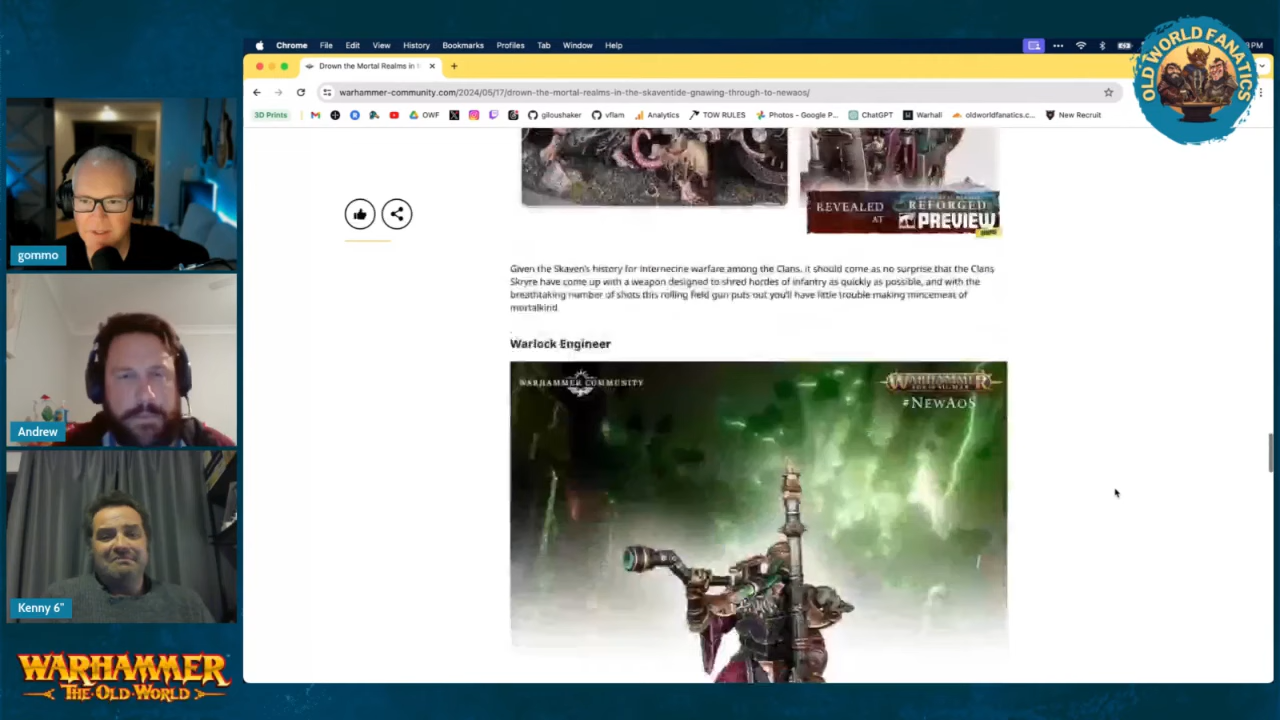 Chrome File Edit View History Bookmarks Profiles Tab Window Help
PM
Drown the Mortal Realms in
warhammer-community.com/2024/05/17/drown-the-mortal-realms-in-the-skaventide-gnawing-through-to-newaos/
3D Prints OWF giloushaker vflam Analytics TOW RULES Photos - Google P... ChatGPT Warhall oldworldfanatics.c... New Recruit
OLD WORLD FANATICS
REVEALED AT REFORGED PREVIEW
gommo
Given the Skaven's history for internecine warfare among the Clans, it should come as no surprise that the Clans
Skryre have come up with a weapon designed to shred hordes of infantry as quickly as possible, and with the
breathtaking number of shots this rolling field gun puts out you'll have little trouble making mincemeat of
mortalkind.
Warlock Engineer
WARHAMMER COMMUNITY
WARHAMMER
#NEWAOS
Andrew
Kenny 6"
WARHAMMER
THE OLD WORLD